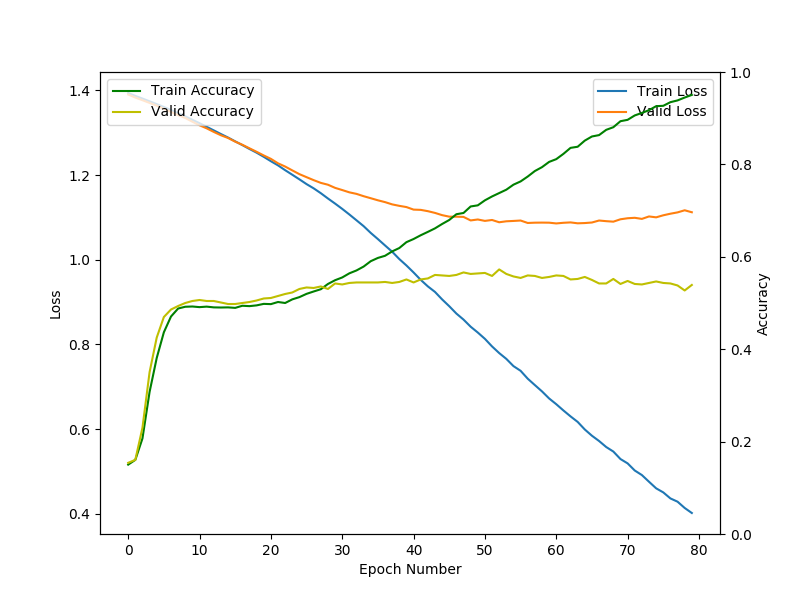 Train Accuracy
Valid Accuracy
Train Loss
Valid Loss
1.4
1.2
1.0
0.8
0.6
0.4
Loss
1.0
0.8
0.6
0.4
0.2
0.0
Accuracy
0 10 20 30 40 50 60 70 80
Epoch Number